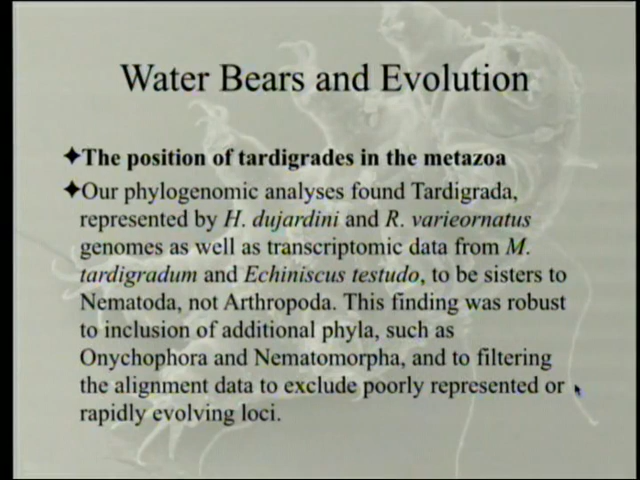 Water Bears and Evolution
✦The position of tardigrades in the metazoa
✦Our phylogenomic analyses found Tardigrada,
represented by H. dujardini and R. varieornatus
genomes as well as transcriptomic data from M.
tardigradum and Echiniscus testudo, to be sisters to
Nematoda, not Arthropoda. This finding was robust
to inclusion of additional phyla, such as
Onychophora and Nematomorpha, and to filtering
the alignment data to exclude poorly represented or
rapidly evolving loci.